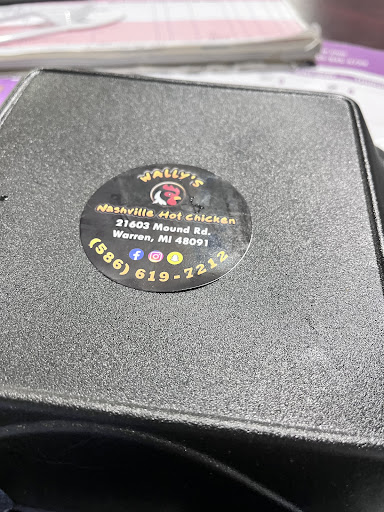 WALLY'S
Nashville Hot Chicken
21603 Mound Rd.
Warren, MI 48091
(586) 619-7212